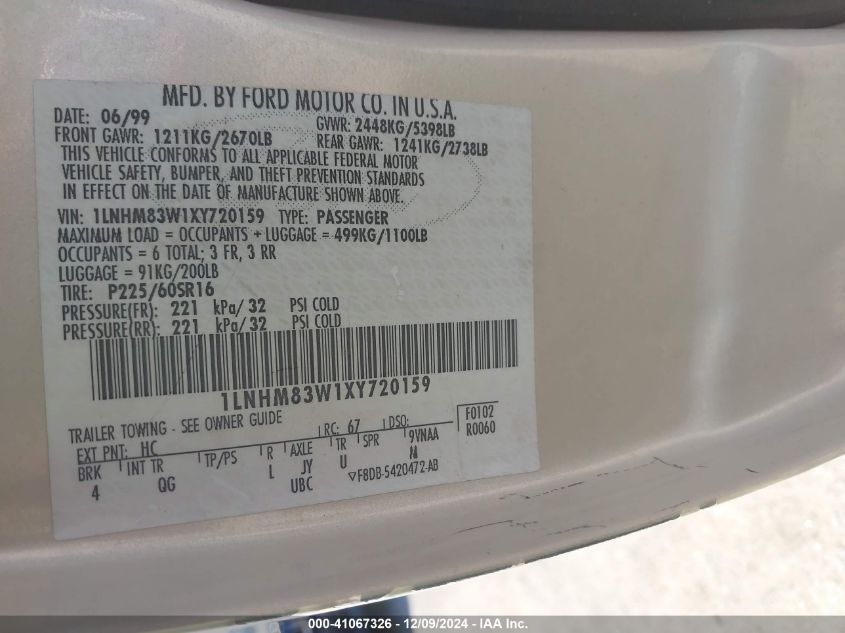 MFD. BY FORD MOTOR CO. IN U.S.A.
DATE: 06/99 GVWR: 2448KG/5398LB
FRONT GAWR: 1211KG/2670LB REAR GAWR: 1241KG/2738LB
THIS VEHICLE CONFORMS TO ALL APPLICABLE FEDERAL MOTOR
VEHICLE SAFETY, BUMPER, AND THEFT PREVENTION STANDARDS
IN EFFECT ON THE DATE OF MANUFACTURE SHOWN ABOVE.
VIN: 1LNHM83W1XY720159 TYPE: PASSENGER
MAXIMUM LOAD = OCCUPANTS + LUGGAGE = 499KG/1100LB
OCCUPANTS = 6 TOTAL; 3 FR, 3 RR
LUGGAGE = 91KG/200LB
TIRE: P225/60SR16
PRESSURE(FR): 221 kPa/ 32 PSI COLD
PRESSURE(RR): 221 kPa/ 32 PSI COLD
1LNHM83W1XY720159
TRAILER TOWING - SEE OWNER GUIDE F0102
EXT PNT: HC RC: 67 DSO: R0060
BRK INT TR TP/PS R AXLE TR SPR 9VNAA
4 QG L JY U
UBC ▽F8DB-5420472-AB
000-41067326 - 12/09/2024 - IAA Inc.